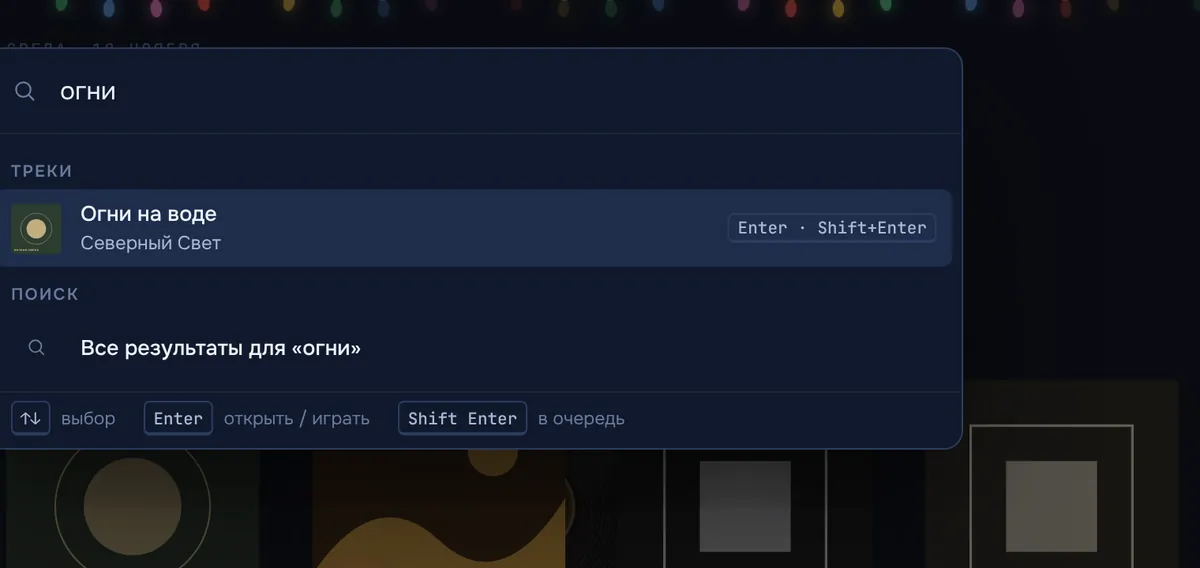 огни
ТРЕКИ
Огни на воде
Северный Свет
Enter · Shift+Enter
ПОИСК
Все результаты для «огни»
↑↓ выбор Enter открыть / играть Shift Enter в очередь